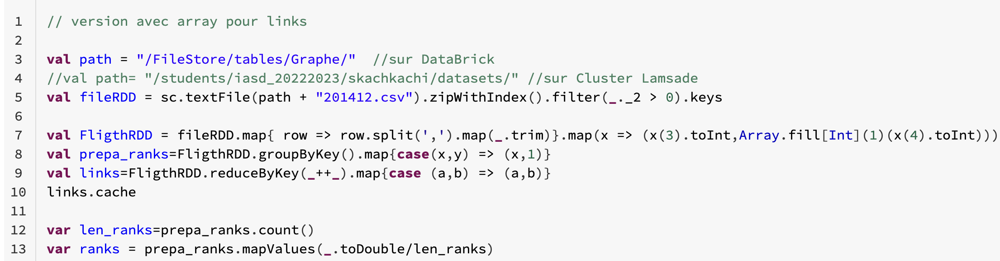 1 // version avec array pour links
2
3 val path = "/FileStore/tables/Graphe/"  //sur DataBrick
4 //val path= "/students/iasd_20222023/skachkachi/datasets/" //sur Cluster Lamsade
5 val fileRDD = sc.textFile(path + "201412.csv").zipWithIndex().filter(_._2 > 0).keys
6
7 val FligthRDD = fileRDD.map{ row => row.split(',').map(_.trim)}.map(x => (x(3).toInt,Array.fill[Int](1)(x(4).toInt)))
8 val prepa_ranks=FligthRDD.groupByKey().map{case(x,y) => (x,1)}
9 val links=FligthRDD.reduceByKey(_++_).map{case (a,b) => (a,b)}
10 links.cache
11
12 var len_ranks=prepa_ranks.count()
13 var ranks = prepa_ranks.mapValues(_.toDouble/len_ranks)